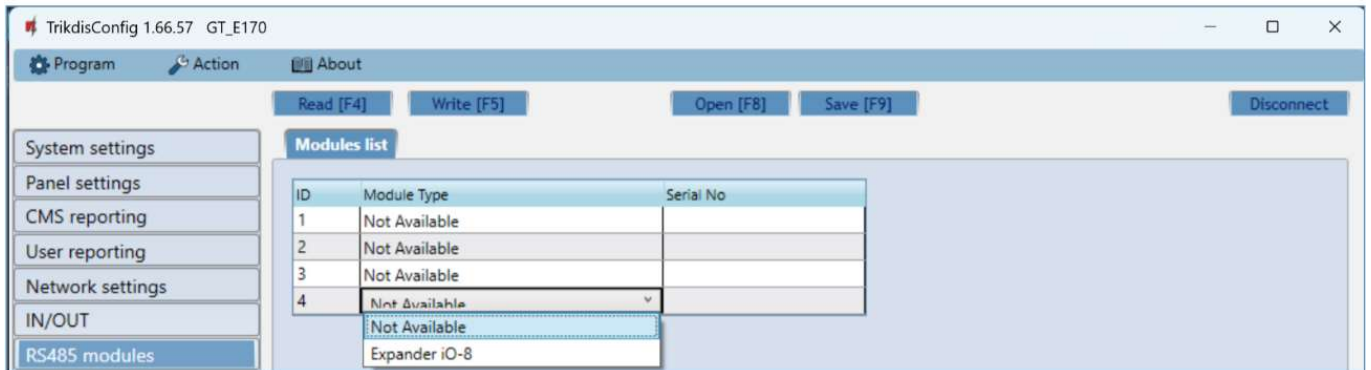 TrikdisConfig 1.66.57 GT_E170
Program Action About
Read [F4] Write [F5] Open [F8] Save [F9] Disconnect
System settings
Panel settings
CMS reporting
User reporting
Network settings
IN/OUT
RS485 modules
Modules list
ID Module Type Serial No
1 Not Available
2 Not Available
3 Not Available
4 Not Available
Not Available
Expander iO-8